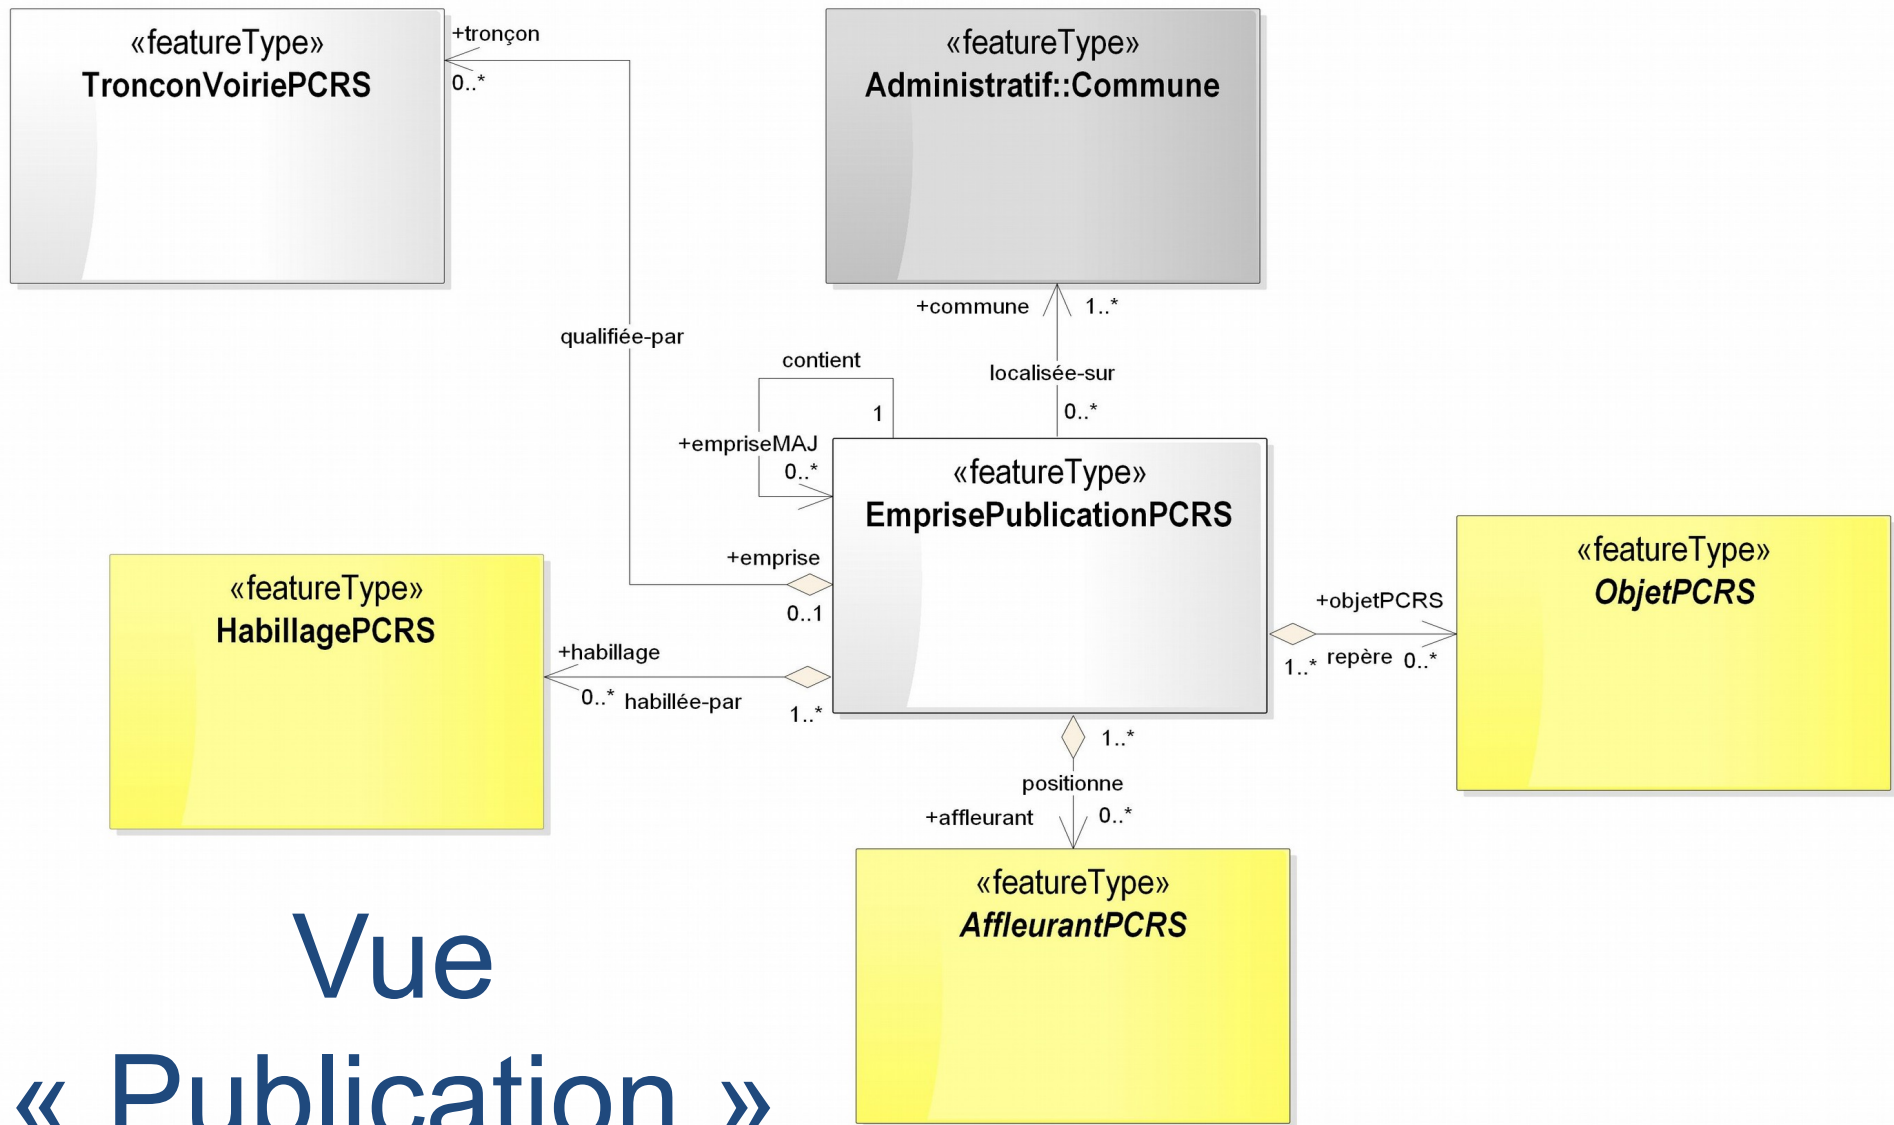 «featureType»
TronconVoiriePCRS
+tronçon
0..*
«featureType»
Administratif::Commune
+commune
1..*
qualifiée-par
contient
localisée-sur
1
0..*
+empriseMAJ
0..*
«featureType»
EmprisePublicationPCRS
+emprise
0..1
«featureType»
HabillagePCRS
+habillage
0..*
habillée-par
1..*
«featureType»
ObjetPCRS
+objetPCRS
1..*
repère
0..*
1..*
positionne
+affleurant
0..*
«featureType»
AffleurantPCRS
Vue
« Publication »